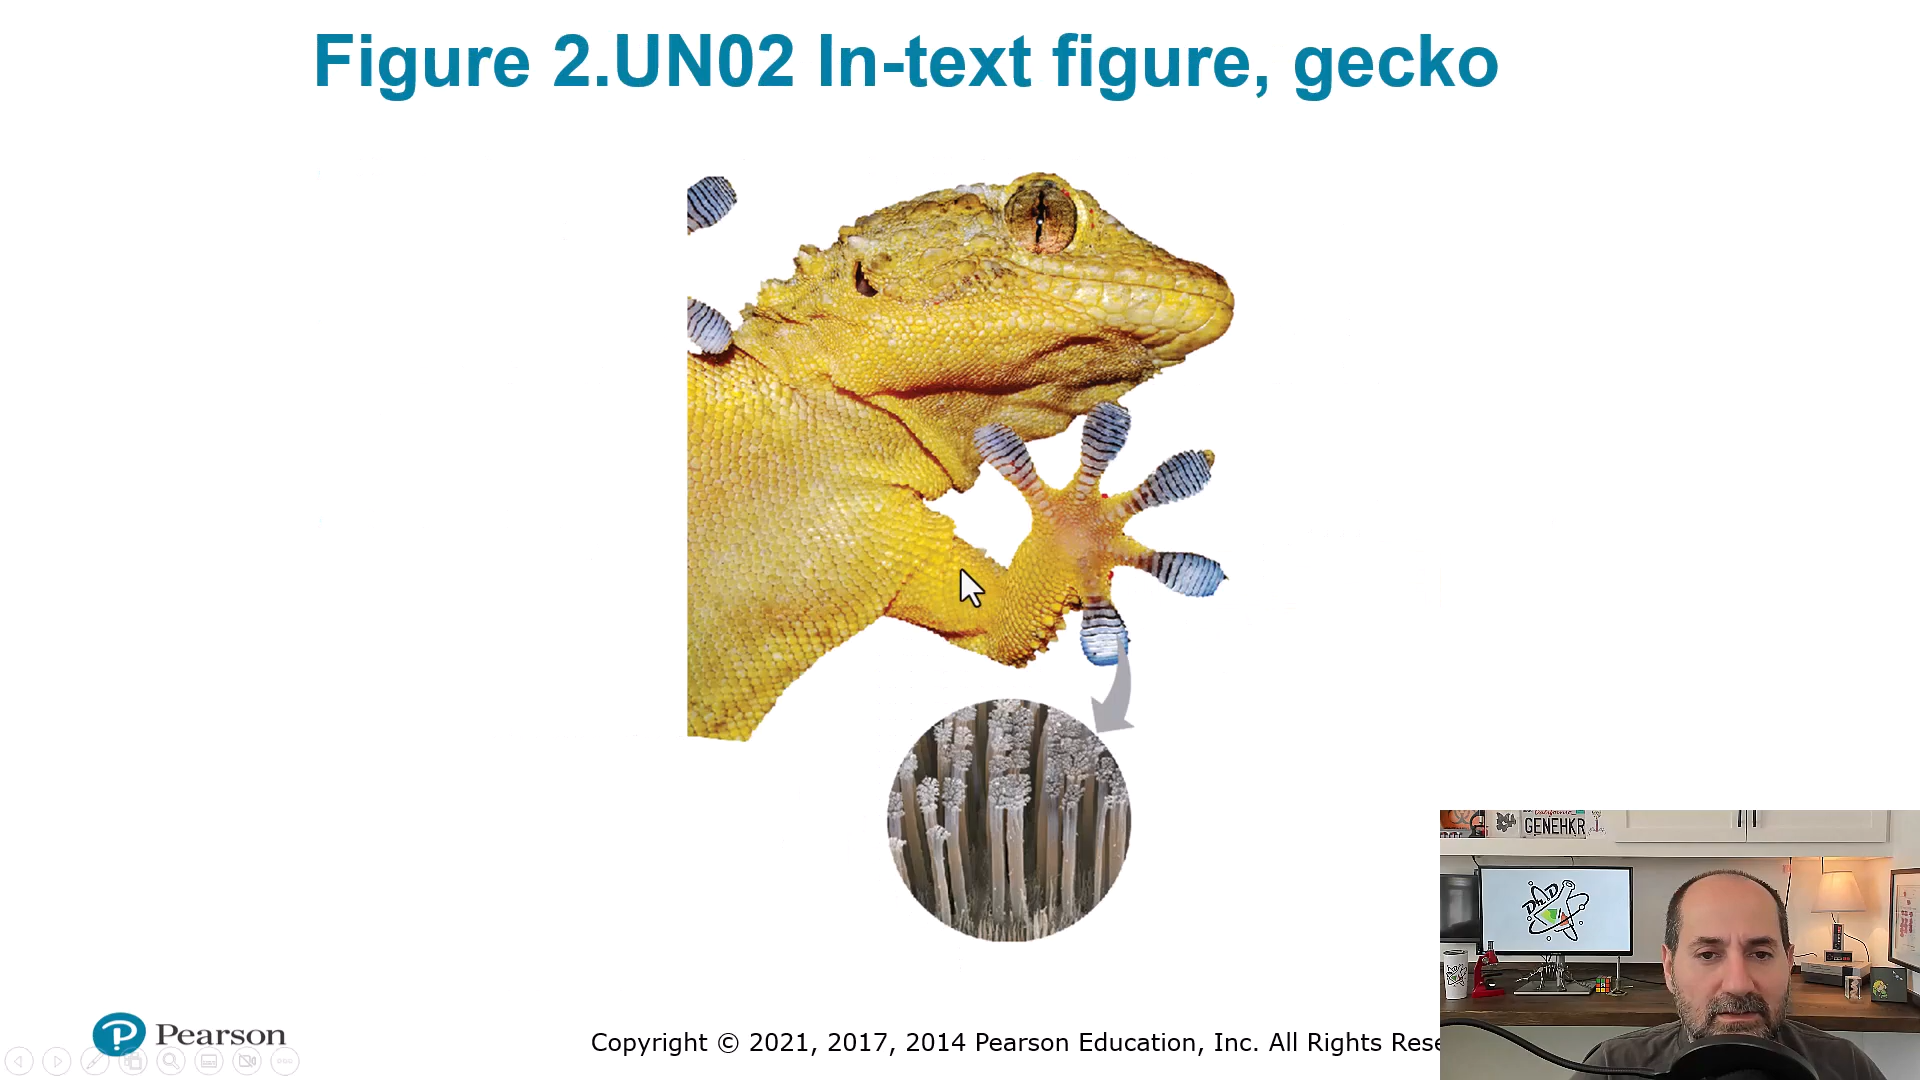 Figure 2.UN02 In-text figure, gecko
GENEHKR
Ph.D
Pearson
Copyright © 2021, 2017, 2014 Pearson Education, Inc. All Rights Rese